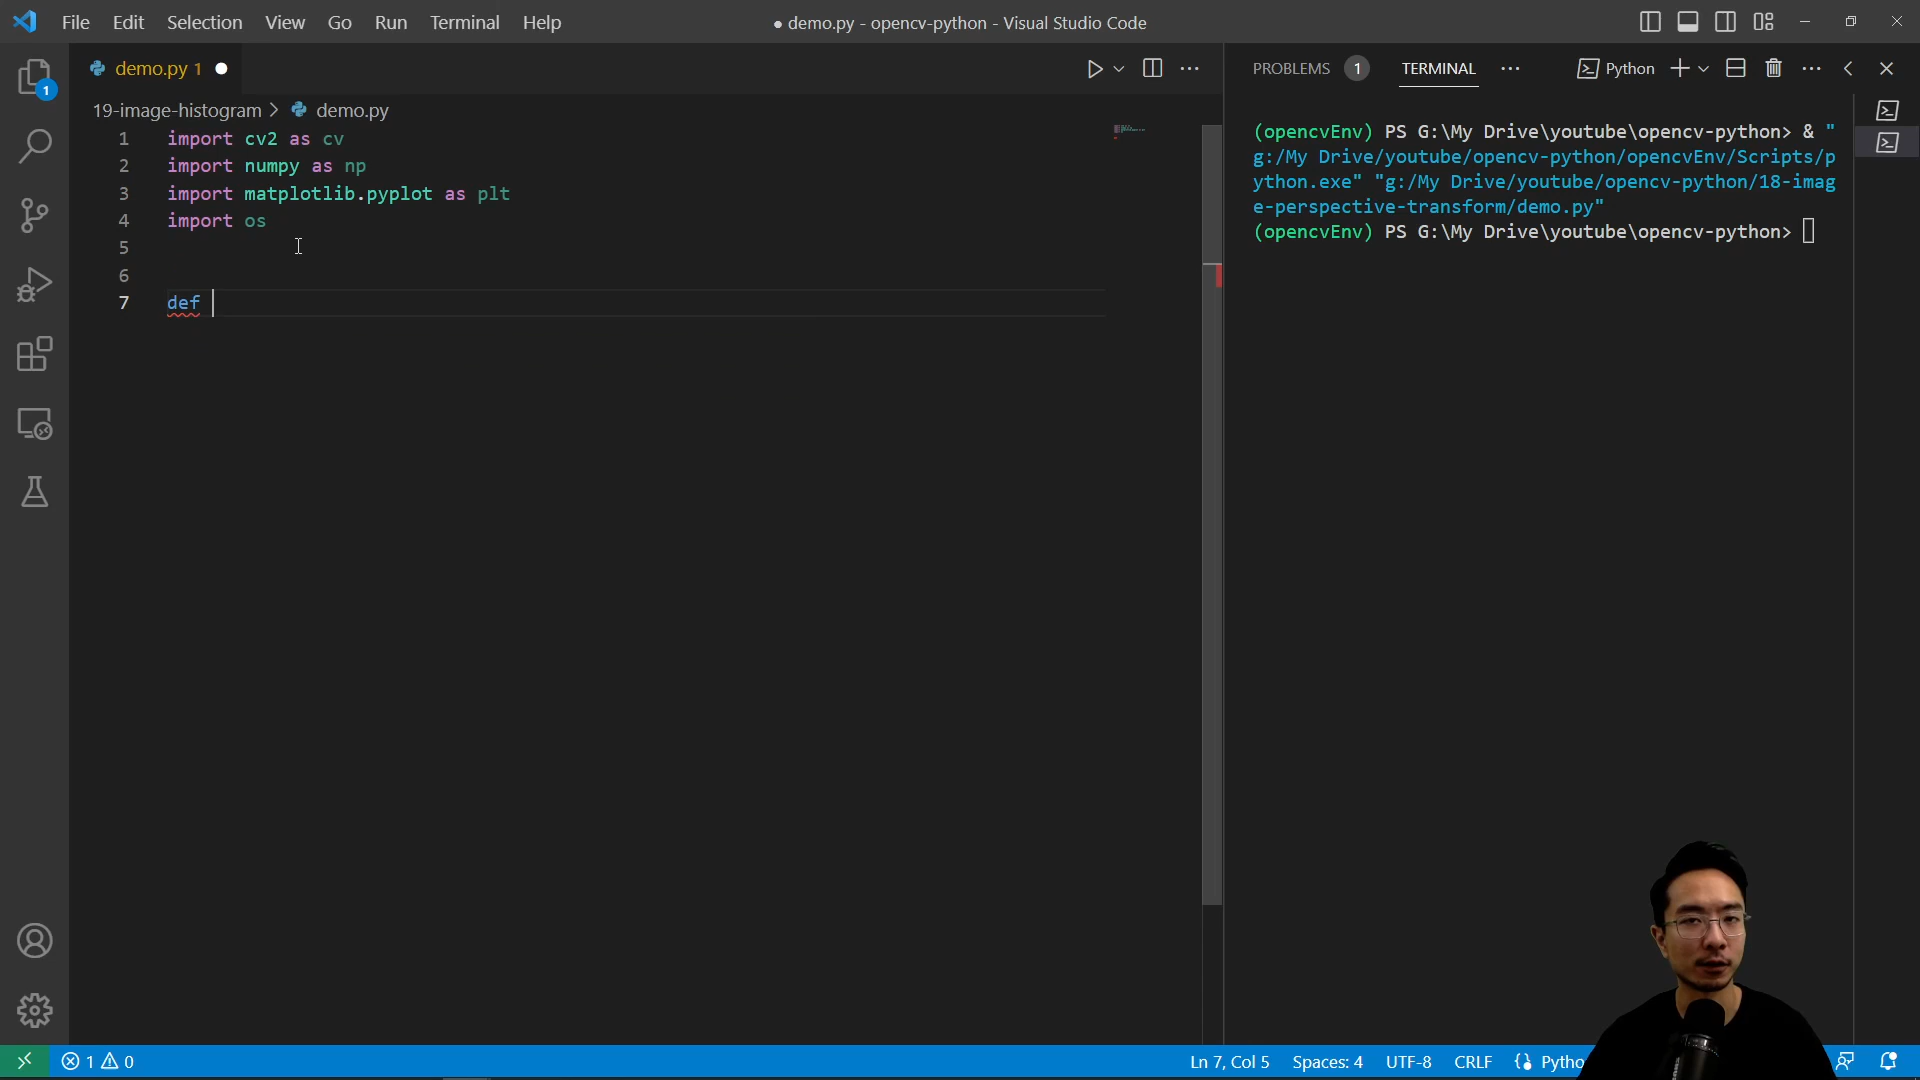 File Edit Selection View Go Run Terminal Help
● demo.py - opencv-python - Visual Studio Code
demo.py 1
PROBLEMS 1 TERMINAL
Python
19-image-histogram > demo.py
1 import cv2 as cv
2 import numpy as np
3 import matplotlib.pyplot as plt
4 import os
5
6
7 def
(opencvEnv) PS G:\My Drive\youtube\opencv-python> & "
g:/My Drive/youtube/opencv-python/opencvEnv/Scripts/p
ython.exe" "g:/My Drive/youtube/opencv-python/18-imag
e-perspective-transform/demo.py"
(opencvEnv) PS G:\My Drive\youtube\opencv-python>
1
1 0
Ln 7, Col 5 Spaces: 4 UTF-8 CRLF Pytho